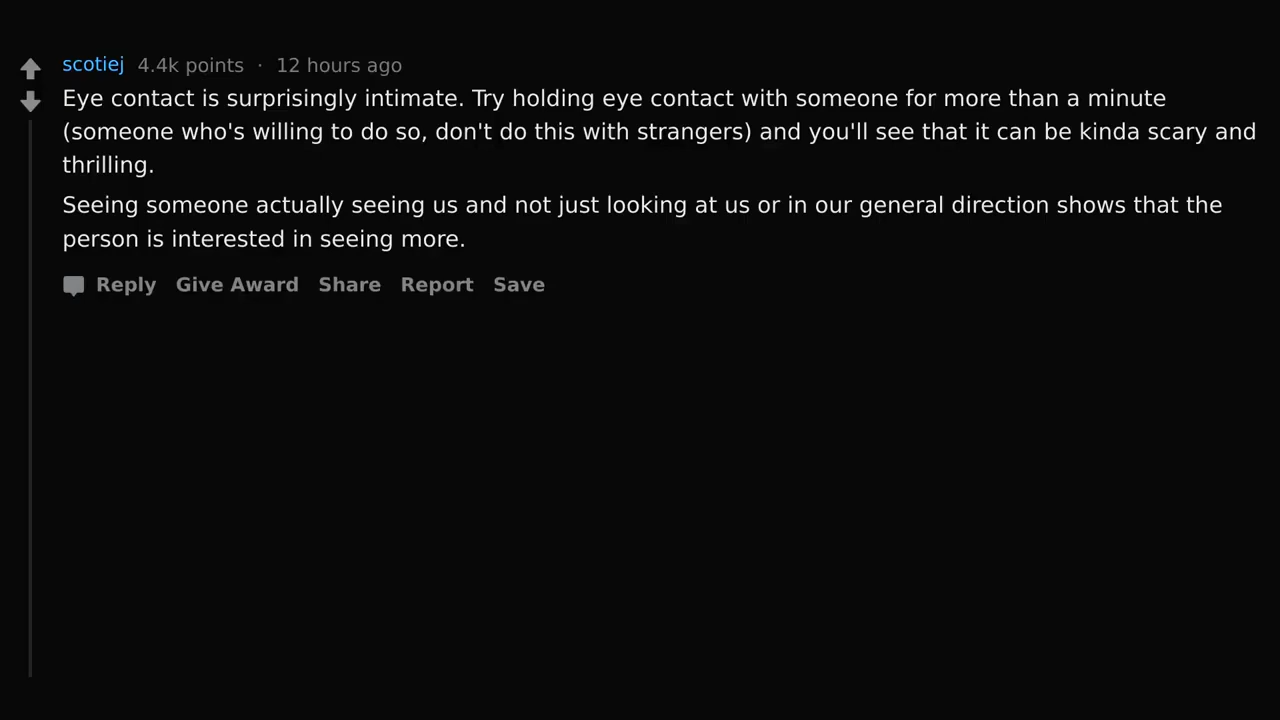 scotiej 4.4k points · 12 hours ago
Eye contact is surprisingly intimate. Try holding eye contact with someone for more than a minute
(someone who's willing to do so, don't do this with strangers) and you'll see that it can be kinda scary and
thrilling.
Seeing someone actually seeing us and not just looking at us or in our general direction shows that the
person is interested in seeing more.
Reply Give Award Share Report Save